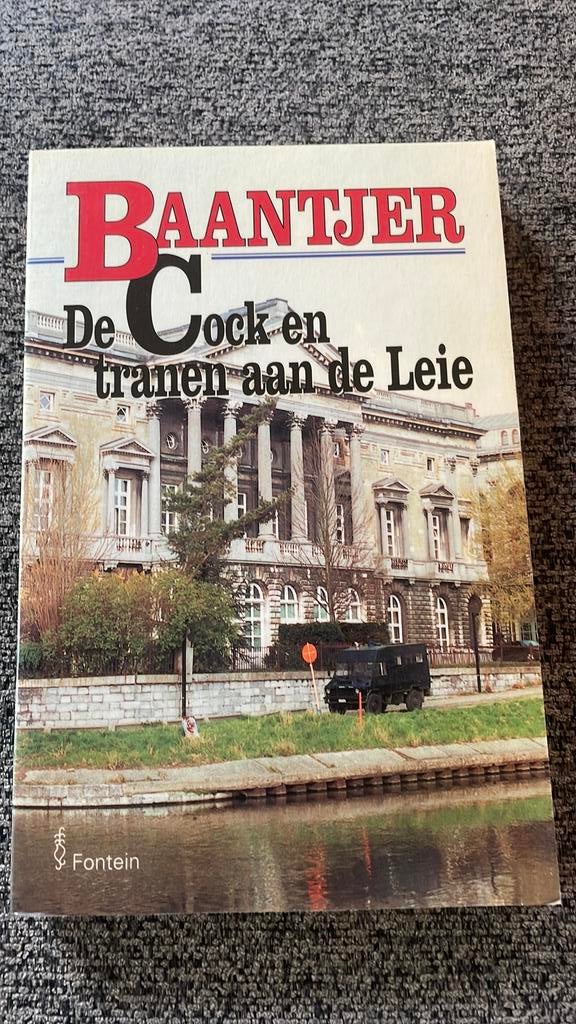 BAANTJER
De Cock en
tranen aan de Leie
Fontein